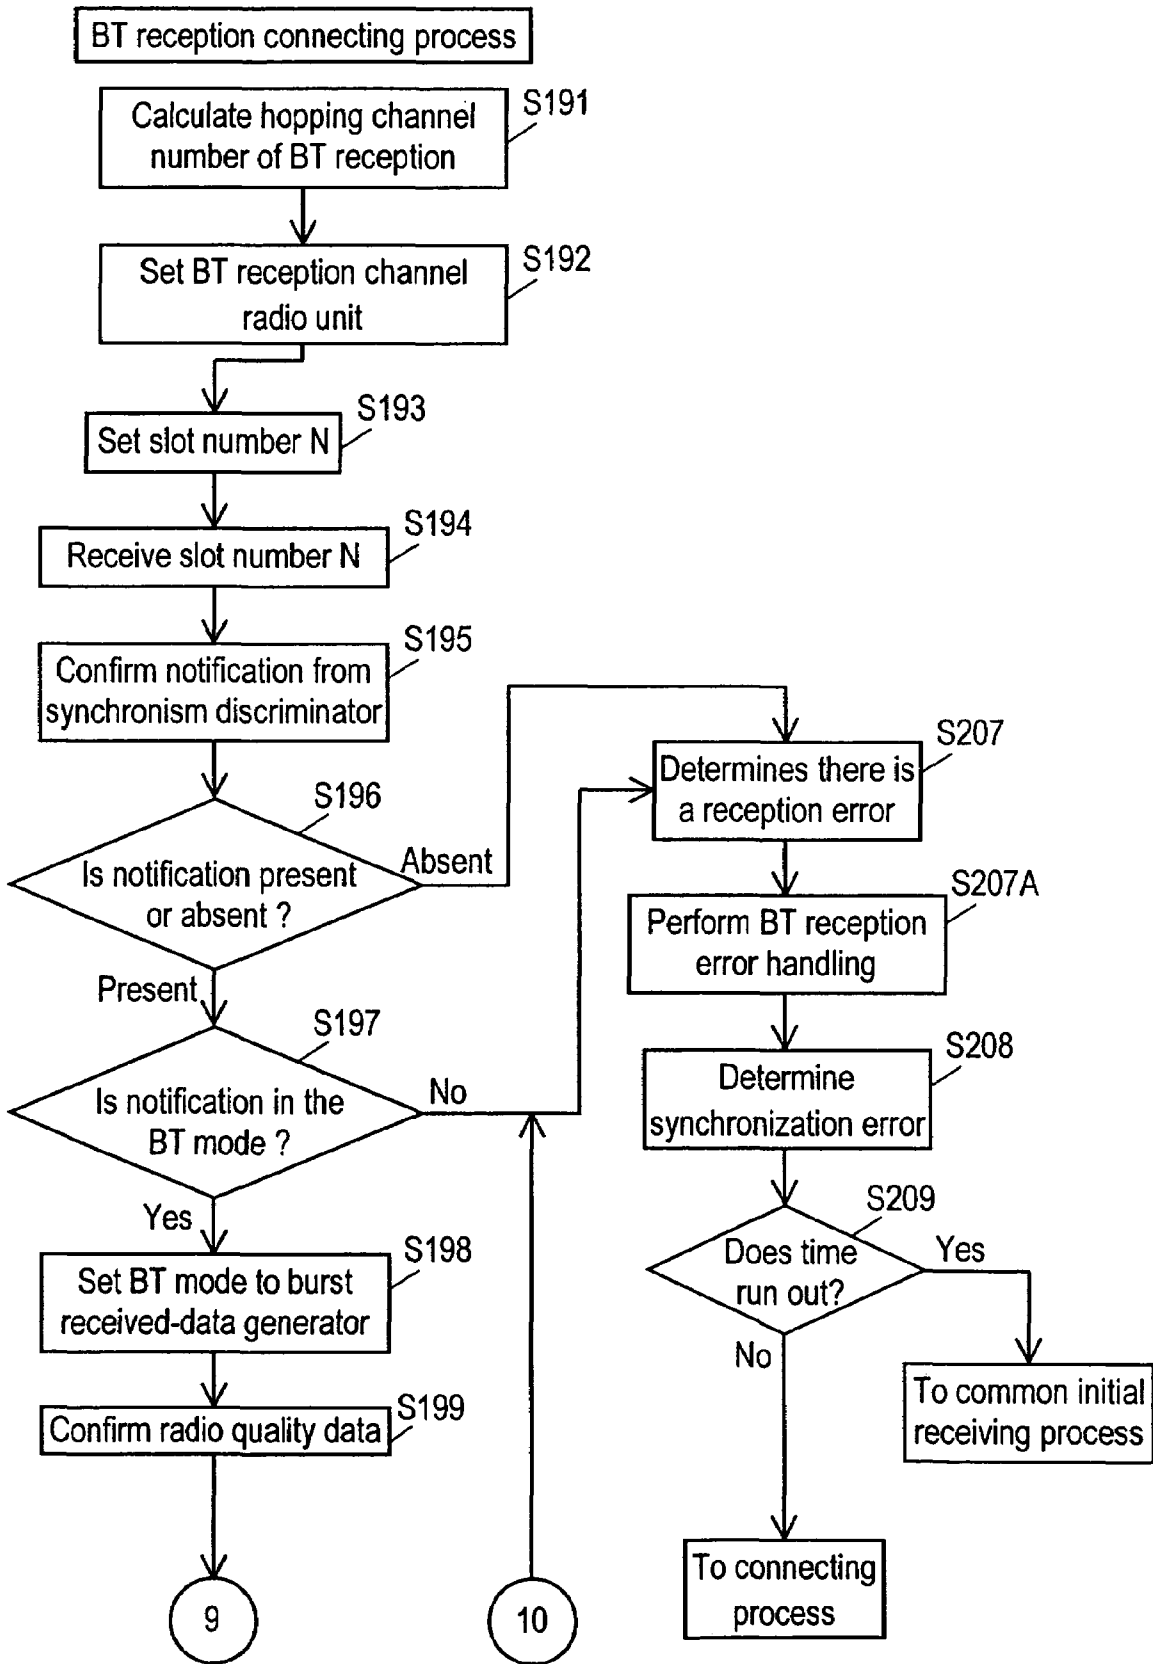 BT reception connecting process
S191
Calculate hopping channel
number of BT reception
S192
Set BT reception channel
radio unit
S193
Set slot number N
S194
Receive slot number N
S195
Confirm notification from
synchronism discriminator
S196
Is notification present
or absent ?
Absent
Present
S197
Is notification in the
BT mode ?
No
Yes
S198
Set BT mode to burst
received-data generator
S199
Confirm radio quality data
9
10
S207
Determines there is
a reception error
S207A
Perform BT reception
error handling
S208
Determine
synchronization error
S209
Does time
run out?
Yes
No
To common initial
receiving process
To connecting
process